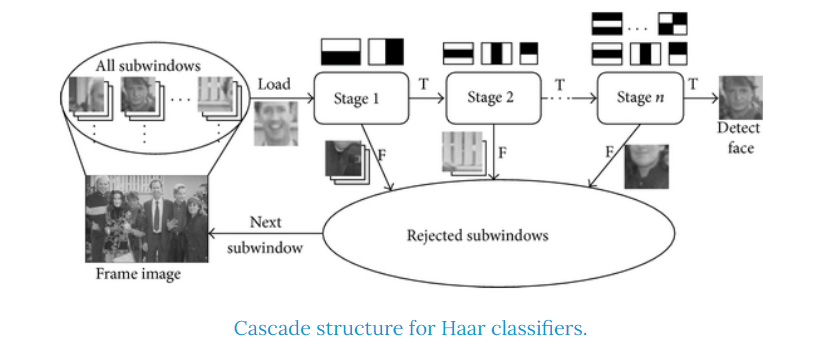 All subwindows
. . .
Load
Stage 1
T
Stage 2
T
. . .
Stage n
T
Detect
face
F
F
F
Next
subwindow
Rejected subwindows
Frame image
Cascade structure for Haar classifiers.